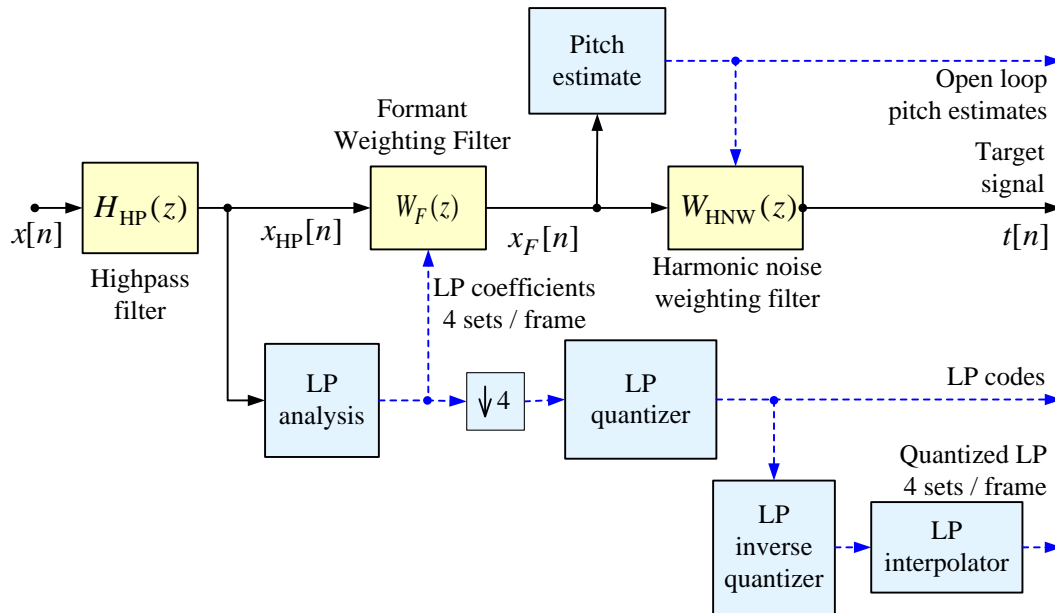 Pitch
estimate
Open loop
pitch estimates
Formant
Weighting Filter
Target
signal
H_HP(z)
W_F(z)
W_HNW(z)
x[n]
x_HP[n]
x_F[n]
t[n]
Highpass
filter
Harmonic noise
weighting filter
LP coefficients
4 sets / frame
LP
analysis
↓ 4
LP
quantizer
LP codes
Quantized LP
4 sets / frame
LP
inverse
quantizer
LP
interpolator